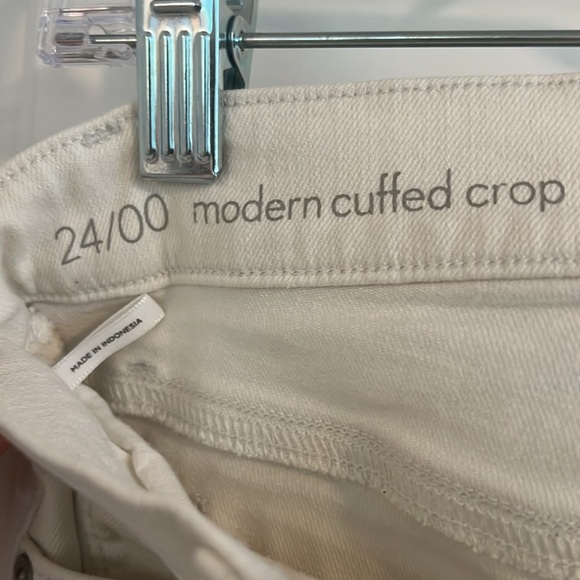 24/00 modern cuffed crop
MADE IN INDONESIA